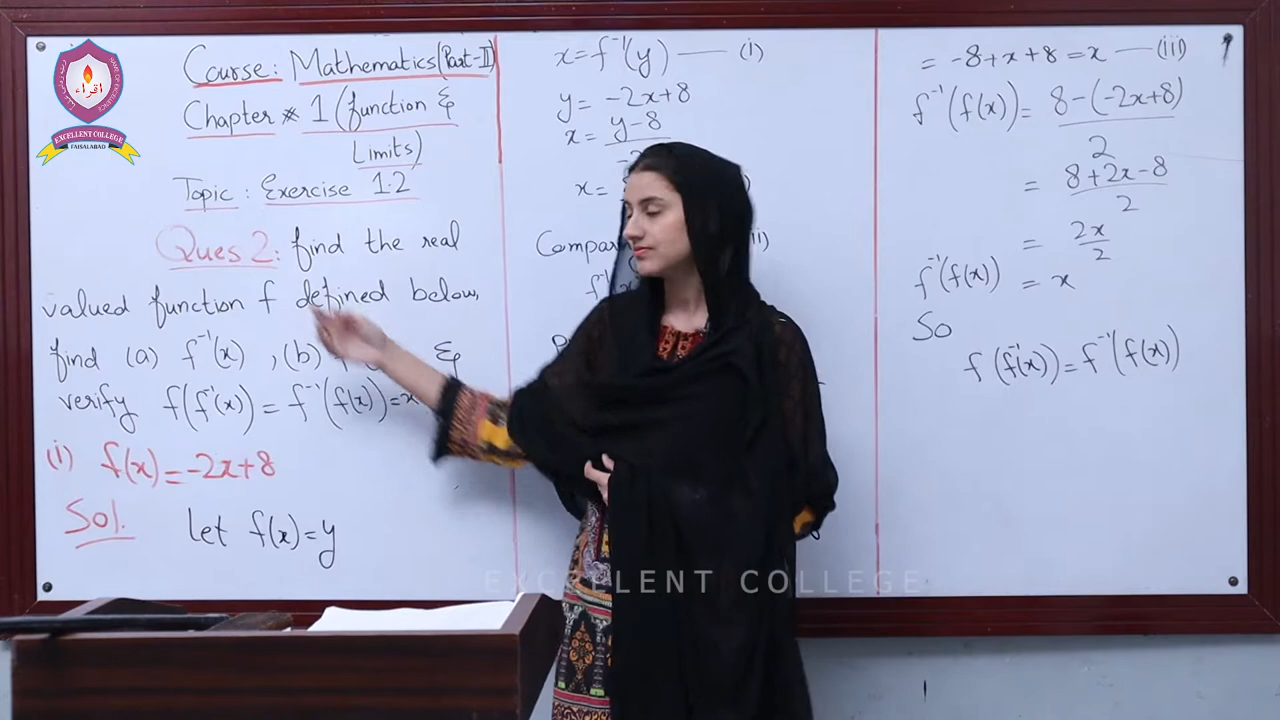 EXCELLENT COLLEGE
FAISALABAD
Course: Mathematics (Part-II)
Chapter * 1 (function &
Limits)
Topic: Exercise 1.2
Ques 2: find the real
valued function f defined below,
find (a) f⁻¹(x) , (b) &
verify f(f⁻¹(x)) = f⁻¹(f(x)) = x
(i) f(x) = -2x+8
Sol. Let f(x) = y
x = f⁻¹(y) —— (i)
y = -2x+8
x = y-8
x =
= -8+x+8 = x —— (iii)
f⁻¹(f(x)) = 8-(-2x+8)
2
= 8+2x-8
2
= 2x
2
f⁻¹(f(x)) = x
So
f(f⁻¹(x)) = f⁻¹(f(x))
EXCELLENT COLLEGE